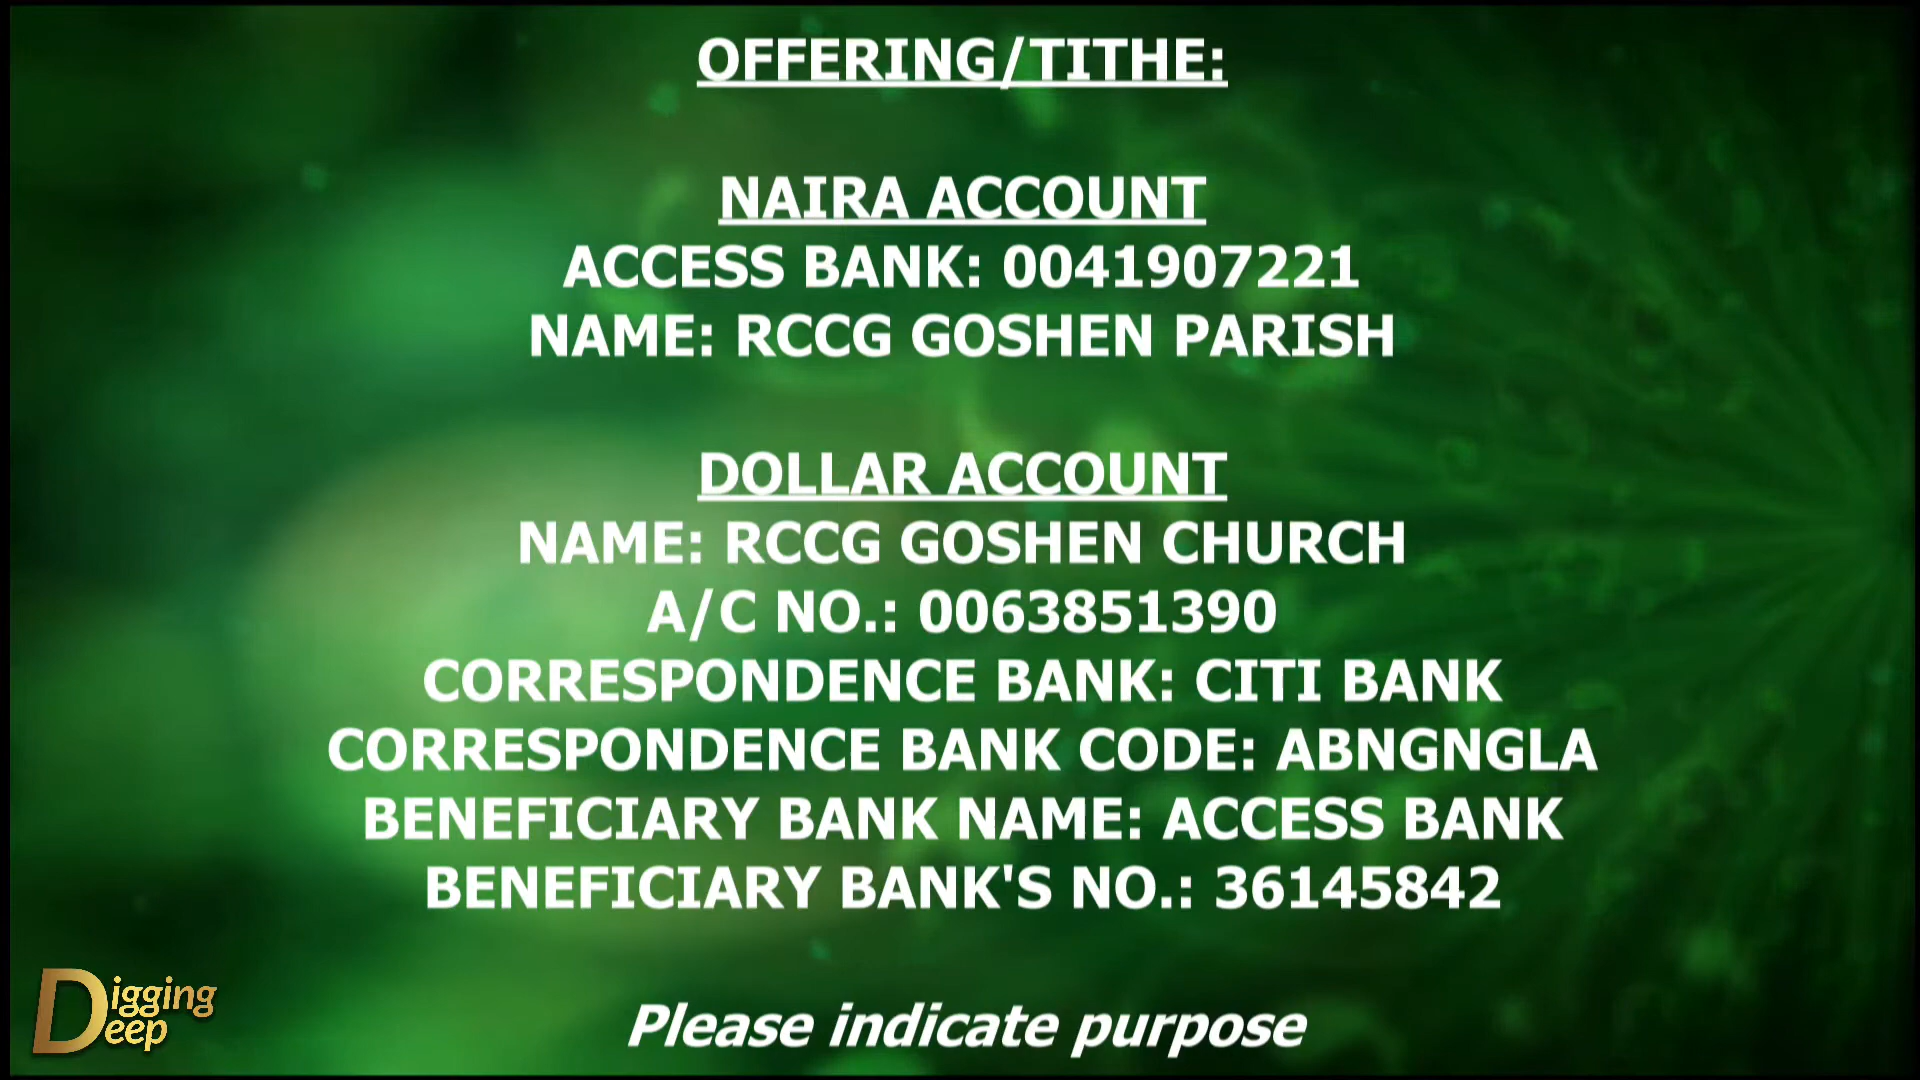 OFFERING/TITHE:
NAIRA ACCOUNT
ACCESS BANK: 0041907221
NAME: RCCG GOSHEN PARISH
DOLLAR ACCOUNT
NAME: RCCG GOSHEN CHURCH
A/C NO.: 0063851390
CORRESPONDENCE BANK: CITI BANK
CORRESPONDENCE BANK CODE: ABNGNGLA
BENEFICIARY BANK NAME: ACCESS BANK
BENEFICIARY BANK'S NO.: 36145842
Please indicate purpose
Digging
Deep